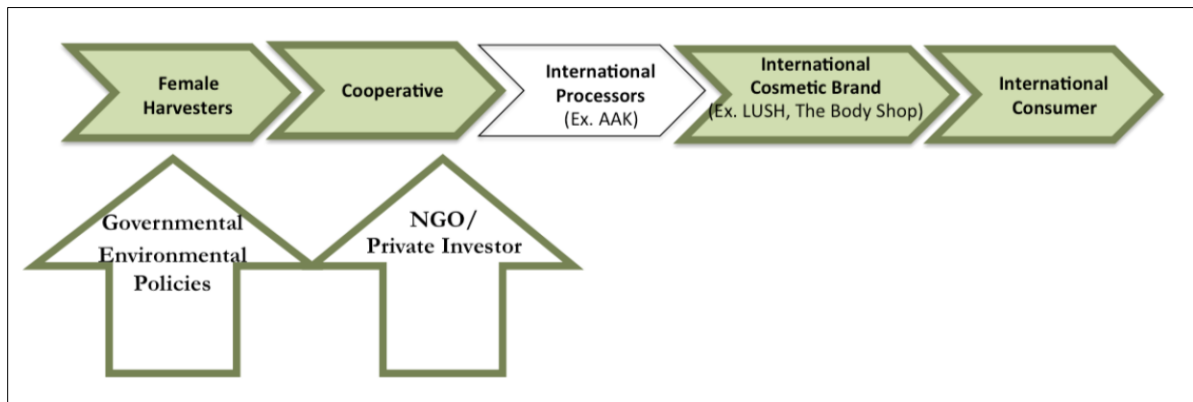 Female
Harvesters
Cooperative
International
Processors
(Ex. AAK)
International
Cosmetic Brand
(Ex. LUSH, The Body Shop)
International
Consumer
Governmental
Environmental
Policies
NGO/
Private Investor